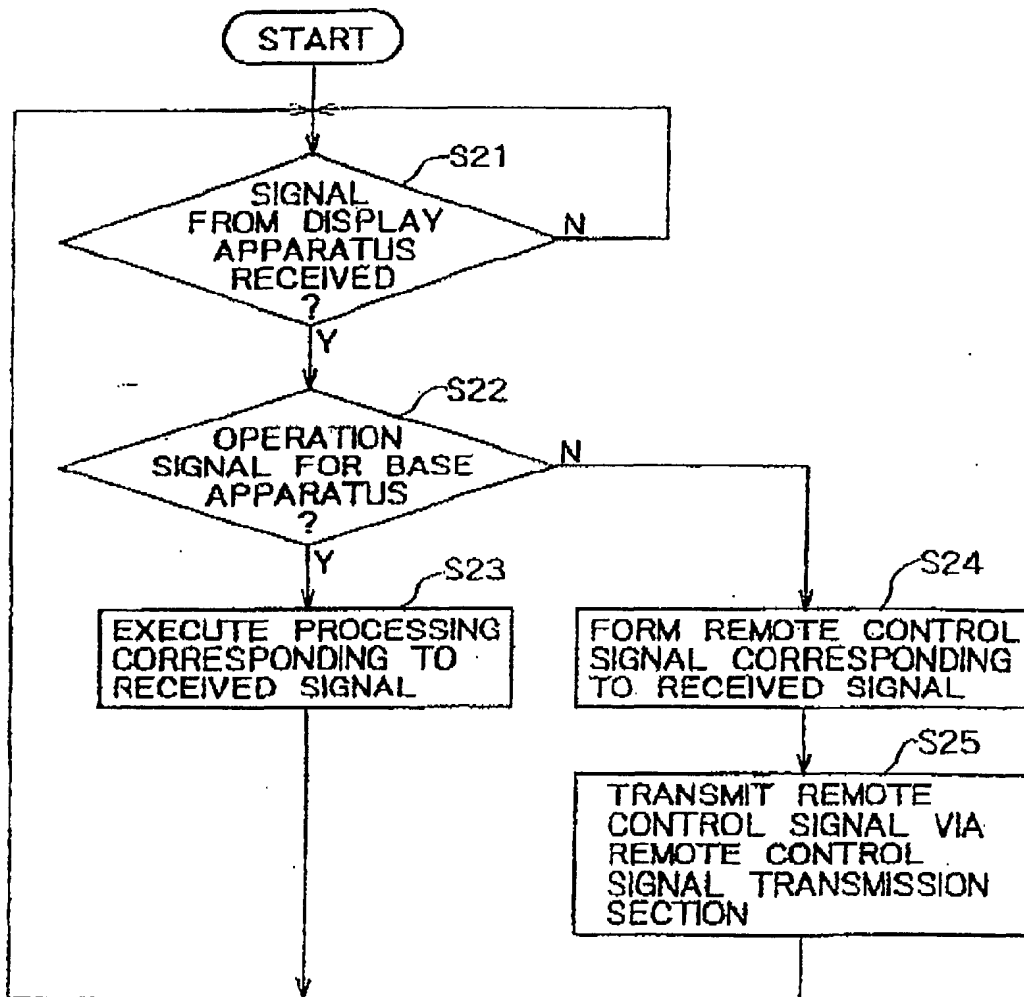 START
S21
SIGNAL
FROM DISPLAY
APPARATUS
RECEIVED
?
N
Y
S22
OPERATION
SIGNAL FOR BASE
APPARATUS
?
N
Y
S23
EXECUTE PROCESSING
CORRESPONDING TO
RECEIVED SIGNAL
S24
FORM REMOTE CONTROL
SIGNAL CORRESPONDING
TO RECEIVED SIGNAL
S25
TRANSMIT REMOTE
CONTROL SIGNAL VIA
REMOTE CONTROL
SIGNAL TRANSMISSION
SECTION